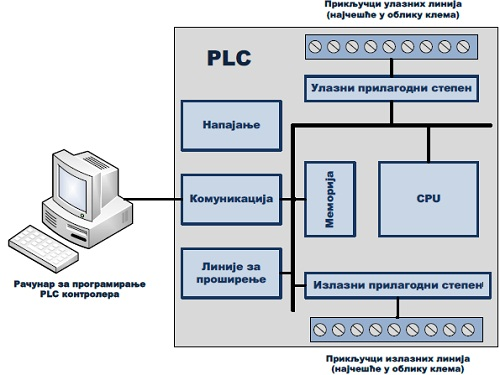 Прикључци улазних линија
(најчешће у облику клема)
PLC
Улазни прилагодни степен
Напајање
Комуникација
Меморија
CPU
Линије за
проширење
Излазни прилагодни степен
Рачунар за програмирање
PLC контролера
Прикључци излазних линија
(најчешће у облику клема)